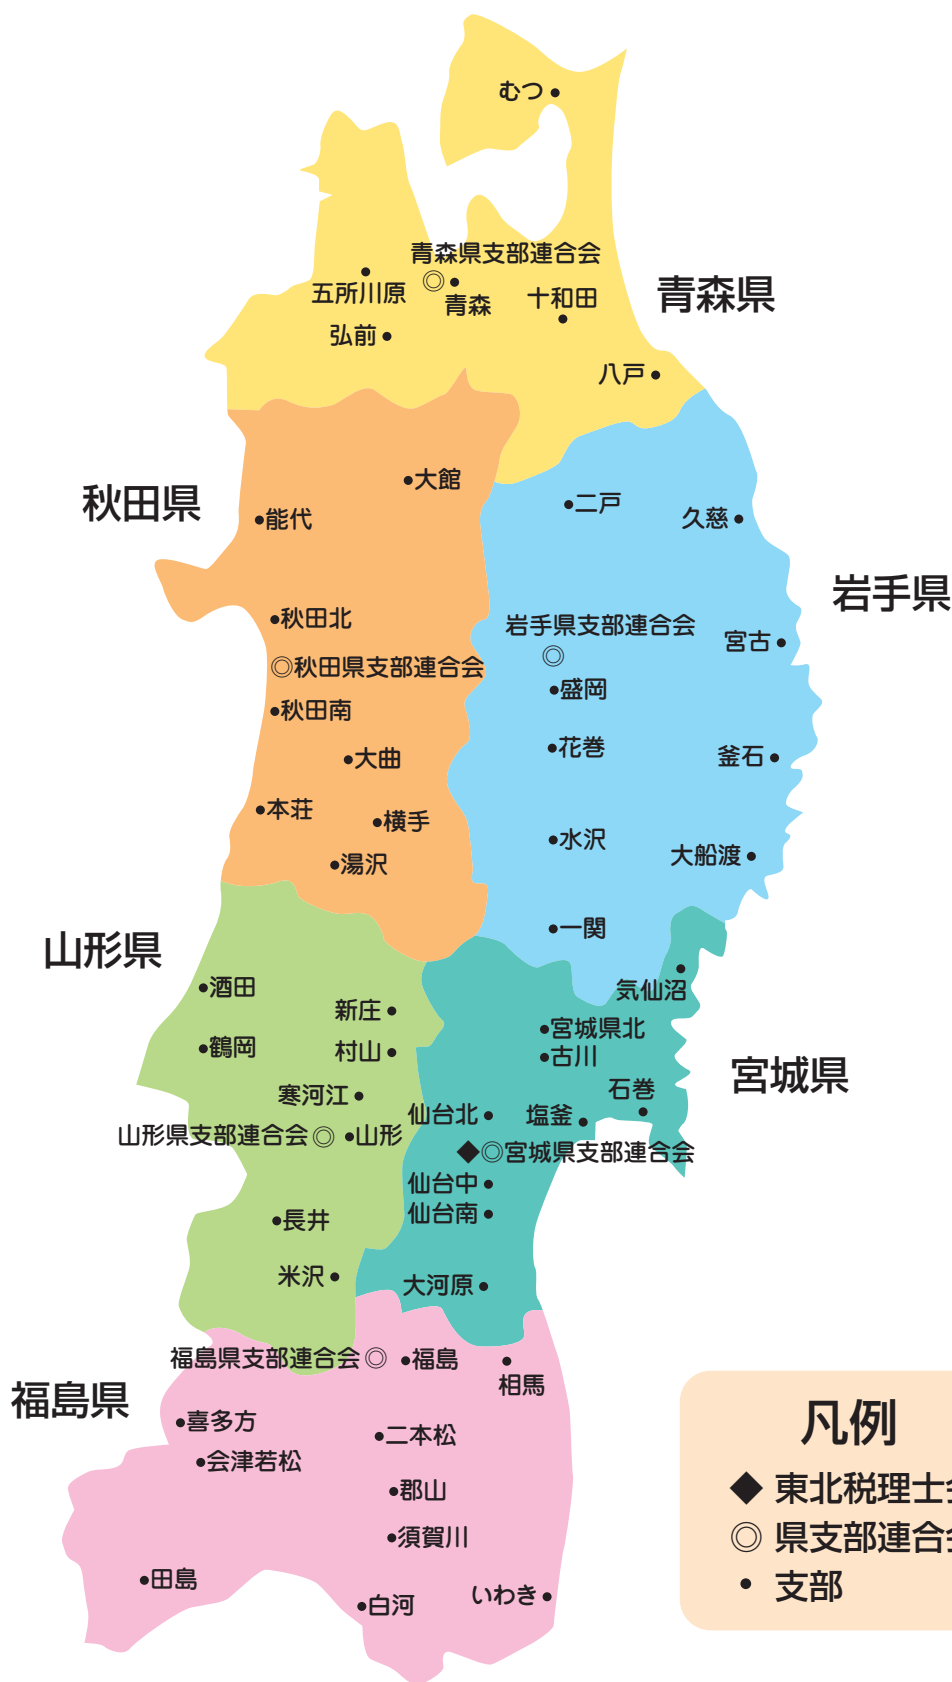 むつ
青森県支部連合会
◎
五所川原
青森
十和田
青森県
弘前
八戸
大館
秋田県
能代
二戸
久慈
岩手県
秋田北
岩手県支部連合会
◎
宮古
◎秋田県支部連合会
盛岡
秋田南
花巻
大曲
釜石
本荘
横手
水沢
大船渡
湯沢
一関
山形県
酒田
気仙沼
新庄
宮城県北
鶴岡
村山
古川
宮城県
寒河江
石巻
仙台北
塩釜
山形県支部連合会 ◎
山形
◆◎宮城県支部連合会
仙台中
長井
仙台南
米沢
大河原
福島県支部連合会 ◎
福島
相馬
福島県
喜多方
二本松
会津若松
郡山
須賀川
田島
白河
いわき
凡例
◆ 東北税理士会
◎ 県支部連合会
• 支部